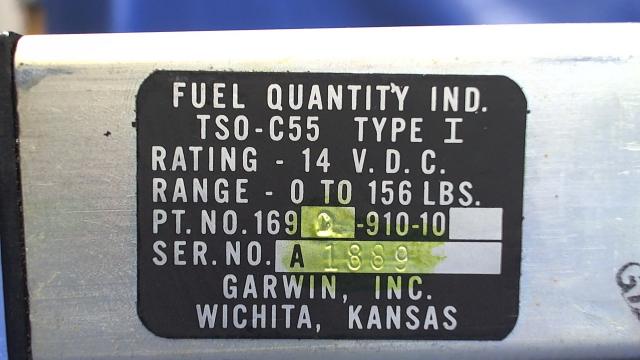 FUEL QUANTITY IND.
TSO-C55 TYPE I
RATING - 14 V.D.C.
RANGE - 0 TO 156 LBS.
PT. NO. 169 -910-10
SER. NO. A 1889
GARWIN, INC.
WICHITA, KANSAS